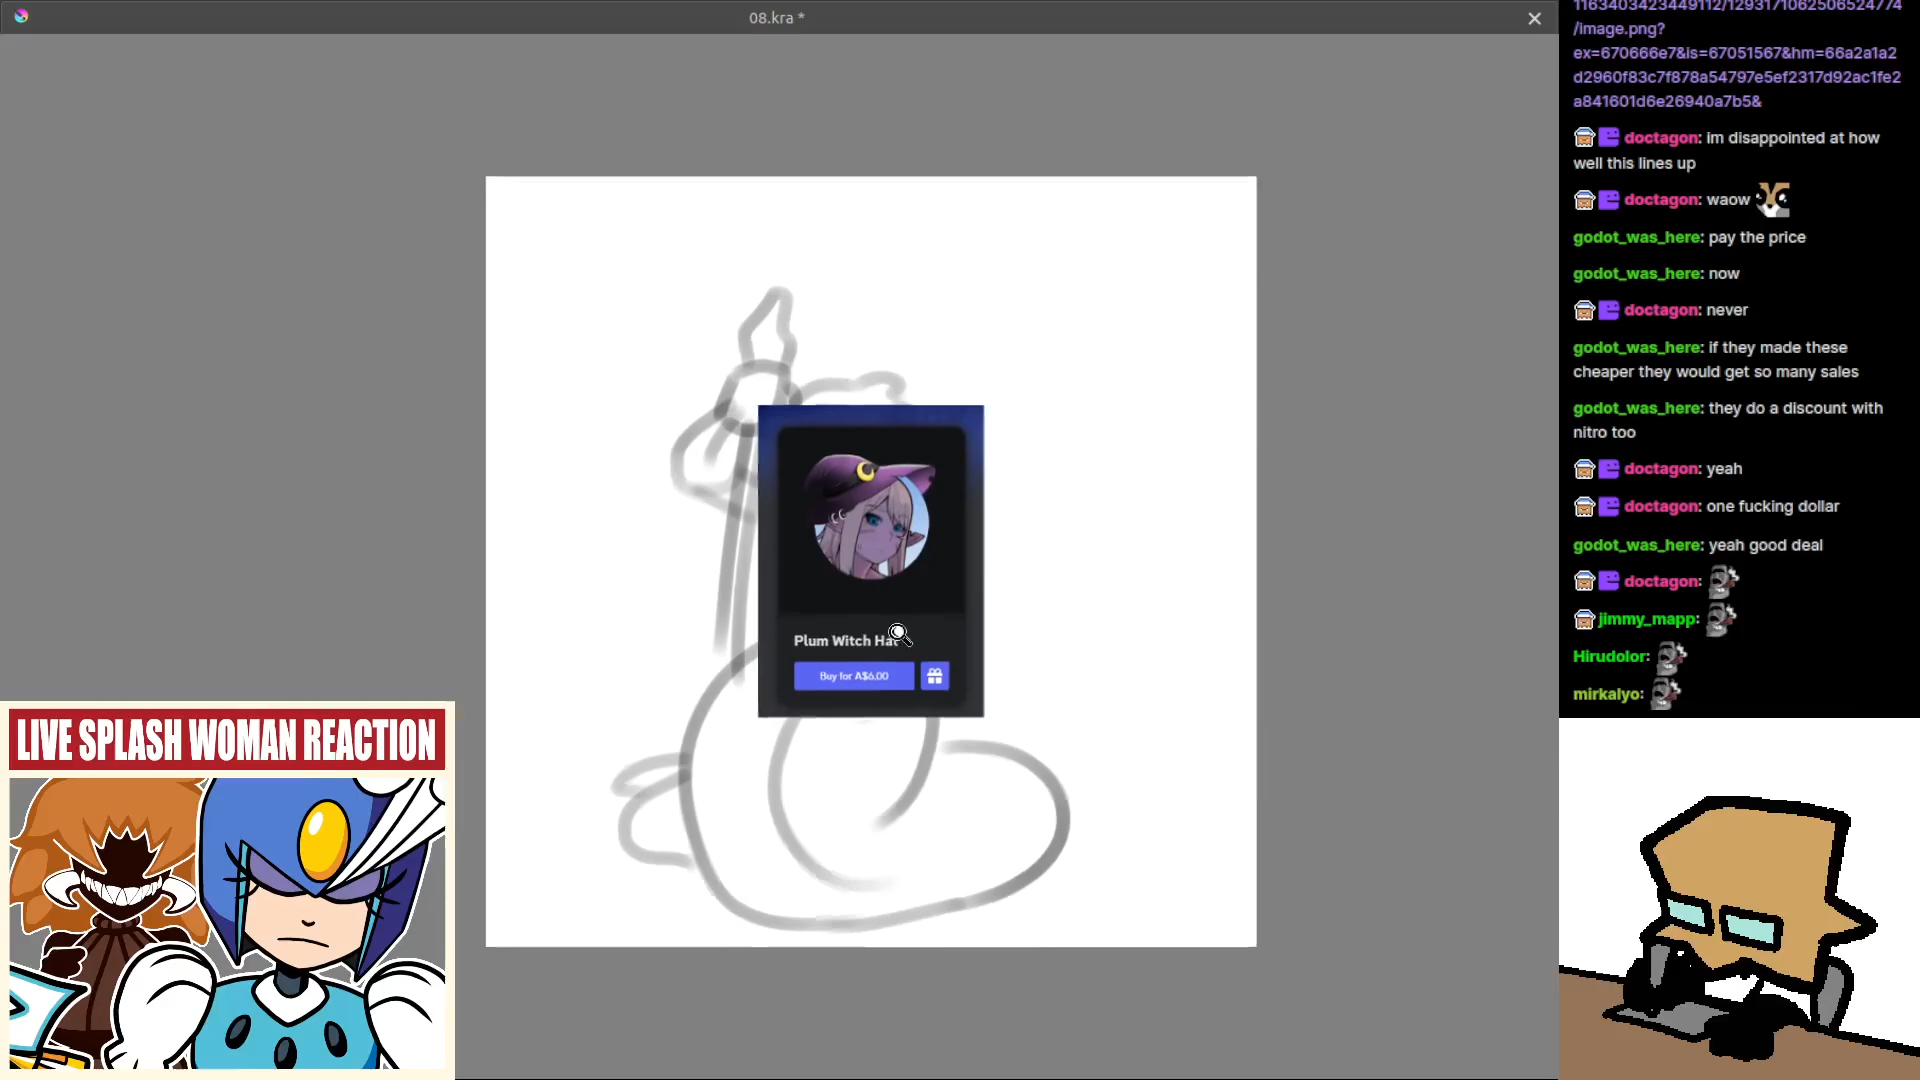 08.kra *
1163403423449112/1293171062506524774
/image.png?
ex=670666e7&is=67051567&hm=66a2a1a2
d2960f83c7f878a54797e5ef2317d92ac1fe2
a841601d6e26940a7b5&
doctagon: im disappointed at how
well this lines up
doctagon: waow
godot_was_here: pay the price
godot_was_here: now
doctagon: never
godot_was_here: if they made these
cheaper they would get so many sales
godot_was_here: they do a discount with
nitro too
doctagon: yeah
doctagon: one fucking dollar
godot_was_here: yeah good deal
doctagon:
jimmy_mapp:
Hirudolor:
mirkalyo:
Plum Witch Hat
Buy for A$6.00
LIVE SPLASH WOMAN REACTION